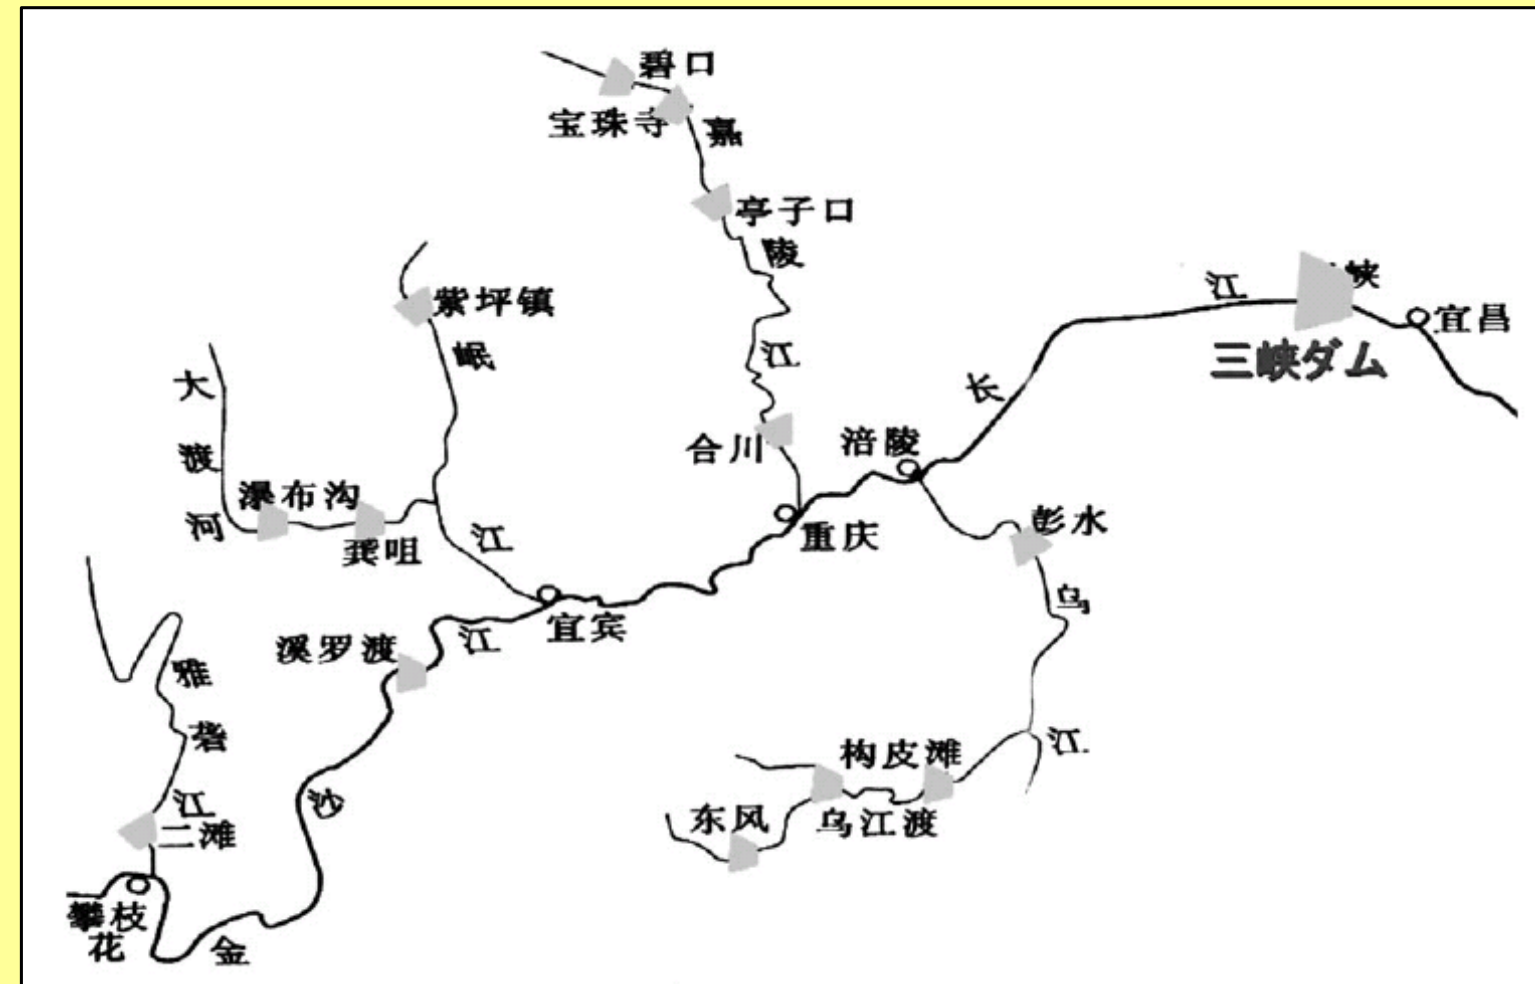 碧口
宝珠寺
嘉
亭子口
陵
江
合川
紫坪镇
岷
江
大
渡
河
瀑布沟
龚咀
江
峡
三峡ダム
宜昌
长
涪陵
重庆
彭水
乌
江
宜宾
溪罗渡
江
沙
金
雅
砻
江
二滩
攀枝
花
构皮滩
乌江渡
东风